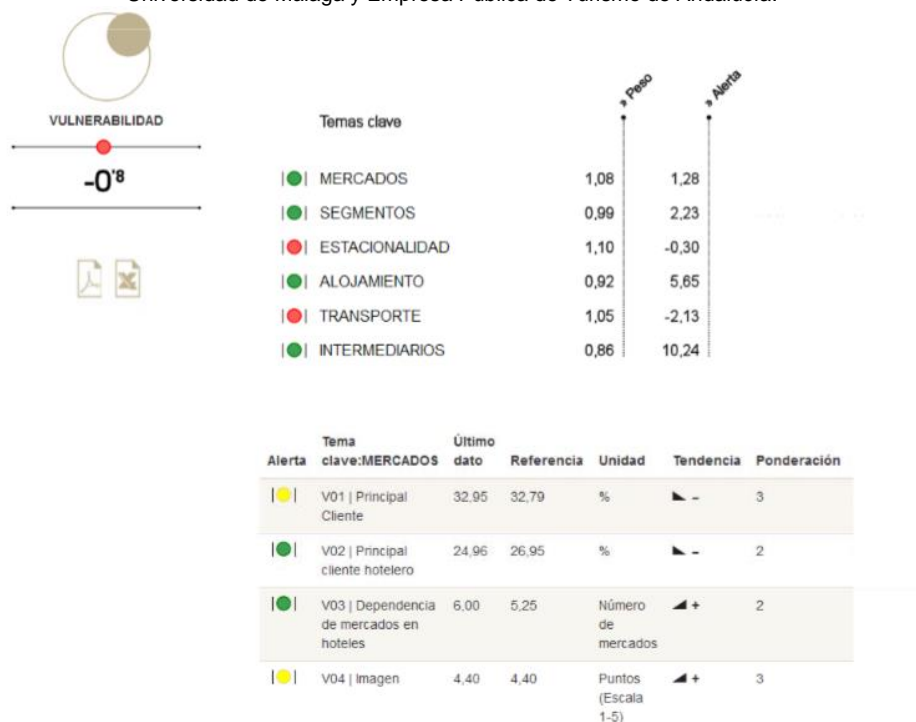 Universidad de Málaga y Empresa Pública de Turismo de Andalucía.
VULNERABILIDAD
-0'8
Temas clave » Peso » Alerta
MERCADOS 1,08 1,28
SEGMENTOS 0,99 2,23
ESTACIONALIDAD 1,10 -0,30
ALOJAMIENTO 0,92 5,65
TRANSPORTE 1,05 -2,13
INTERMEDIARIOS 0,86 10,24
Tema Último
Alerta clave:MERCADOS dato Referencia Unidad Tendencia Ponderación
V01 | Principal 32,95 32,79 % – 3
Cliente
V02 | Principal 24,96 26,95 % – 2
cliente hotelero
V03 | Dependencia 6,00 5,25 Número + 2
de mercados en de
hoteles mercados
V04 | Imagen 4,40 4,40 Puntos + 3
(Escala
1-5)